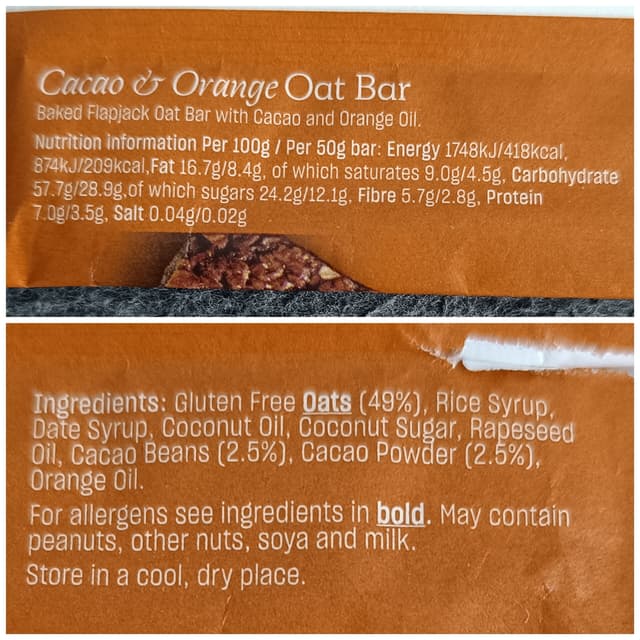 Cacao & Orange Oat Bar
Baked Flapjack Oat Bar with Cacao and Orange Oil.
Nutrition information Per 100g / Per 50g bar: Energy 1748kJ/418kcal,
874kJ/209kcal,Fat 16.7g/8.4g, of which saturates 9.0g/4.5g, Carbohydrate
57.7g/28.9g,of which sugars 24.2g/12.1g, Fibre 5.7g/2.8g, Protein
7.0g/3.5g, Salt 0.04g/0.02g
Ingredients: Gluten Free Oats (49%), Rice Syrup,
Date Syrup, Coconut Oil, Coconut Sugar, Rapeseed
Oil, Cacao Beans (2.5%), Cacao Powder (2.5%),
Orange Oil.
For allergens see ingredients in bold. May contain
peanuts, other nuts, soya and milk.
Store in a cool, dry place.